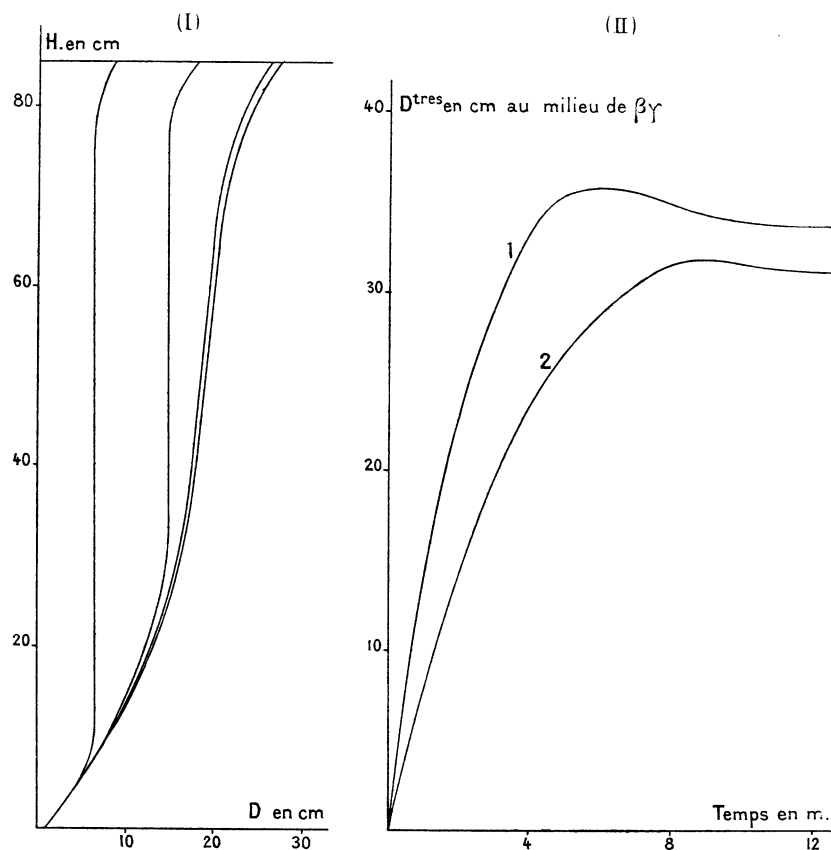 (I)
H. en cm
80
60
40
20
D en cm
10 20 30
(II)
40
Dtres en cm au milieu de βγ
1
30
2
20
10
Temps en m.
4 8 12